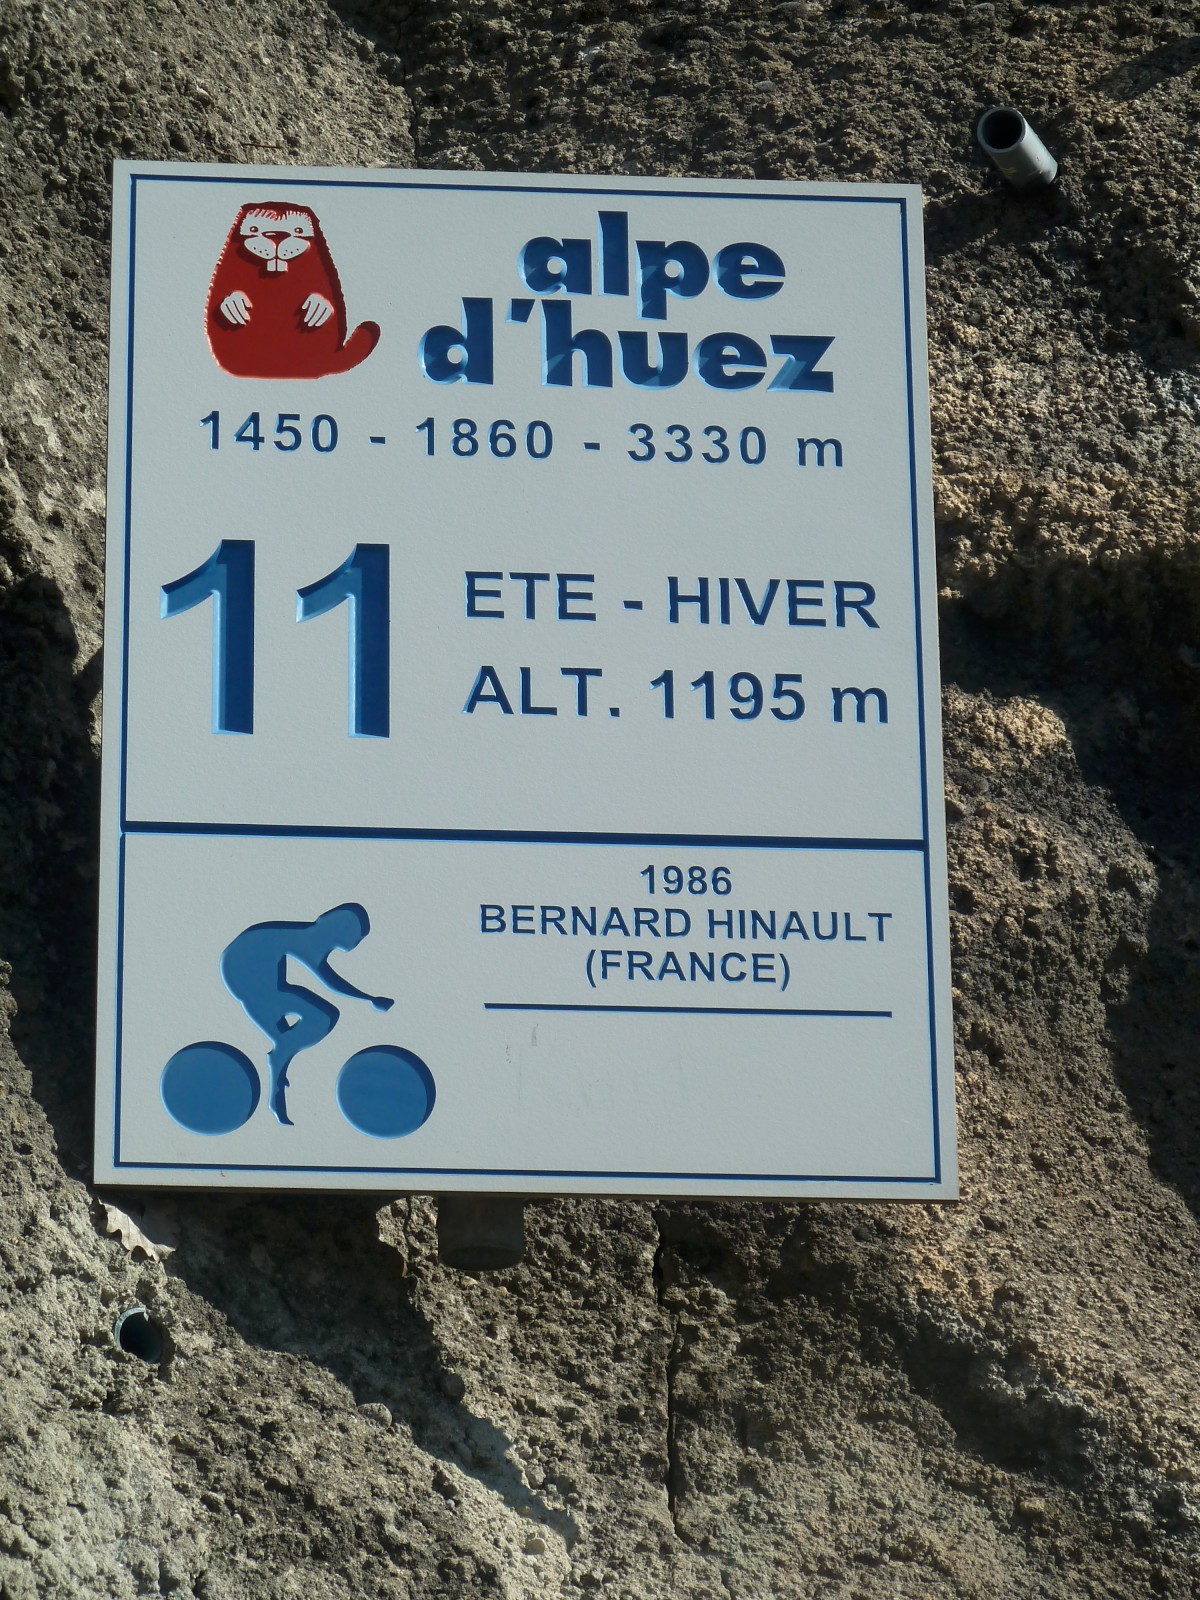 alpe
d'huez
1450 - 1860 - 3330 m
11
ETE - HIVER
ALT. 1195 m
1986
BERNARD HINAULT
(FRANCE)